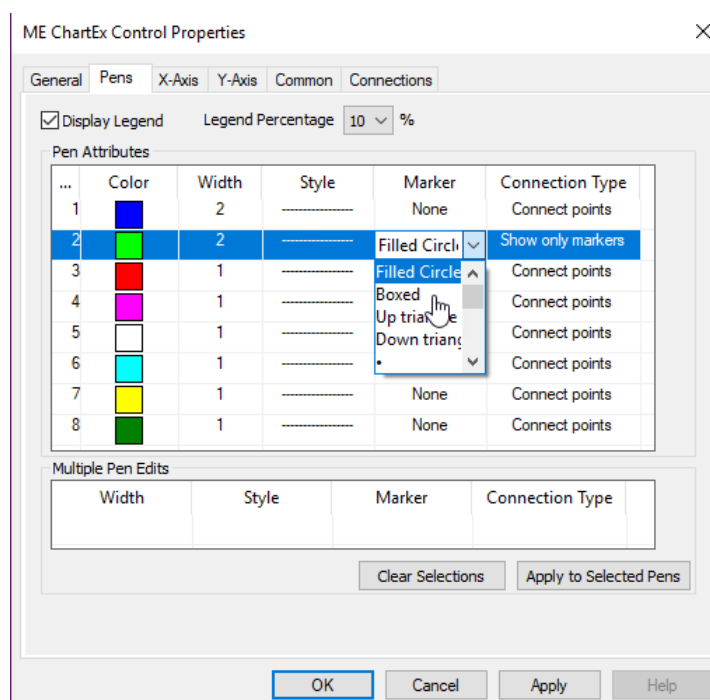 ME ChartEx Control Properties
General Pens X-Axis Y-Axis Common Connections
Display Legend Legend Percentage 10 %
Pen Attributes
... Color Width Style Marker Connection Type
1 2 ---------------- None Connect points
2 2 ---------------- Filled Circl Show only markers
3 1 ---------------- Filled Circle Connect points
4 1 ---------------- Boxed Connect points
Up
5 1 ---------------- Down triang Connect points
6 1 ---------------- • Connect points
7 1 ---------------- None Connect points
8 1 ---------------- None Connect points
Multiple Pen Edits
Width Style Marker Connection Type
Clear Selections Apply to Selected Pens
OK Cancel Apply Help